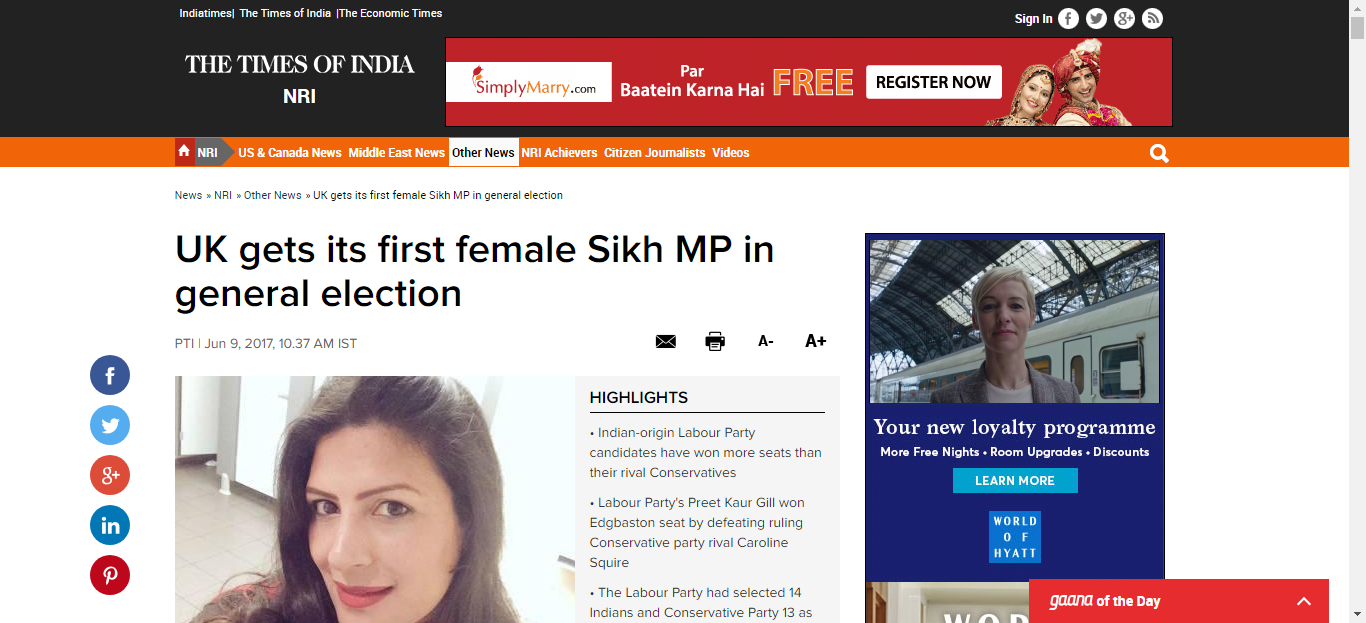 Indiatimes| The Times of India |The Economic Times
Sign In
THE TIMES OF INDIA
NRI
SimplyMarry.com
Par
Baatein Karna Hai
FREE
REGISTER NOW
NRI
US & Canada News Middle East News Other News NRI Achievers Citizen Journalists Videos
News » NRI » Other News » UK gets its first female Sikh MP in general election
UK gets its first female Sikh MP in
general election
PTI | Jun 9, 2017, 10.37 AM IST
A- A+
HIGHLIGHTS
• Indian-origin Labour Party
candidates have won more seats than
their rival Conservatives
• Labour Party's Preet Kaur Gill won
Edgbaston seat by defeating ruling
Conservative party rival Caroline
Squire
• The Labour Party had selected 14
Indians and Conservative Party 13 as
Your new loyalty programme
More Free Nights • Room Upgrades • Discounts
LEARN MORE
WORLD
OF
HYATT
gaana of the Day